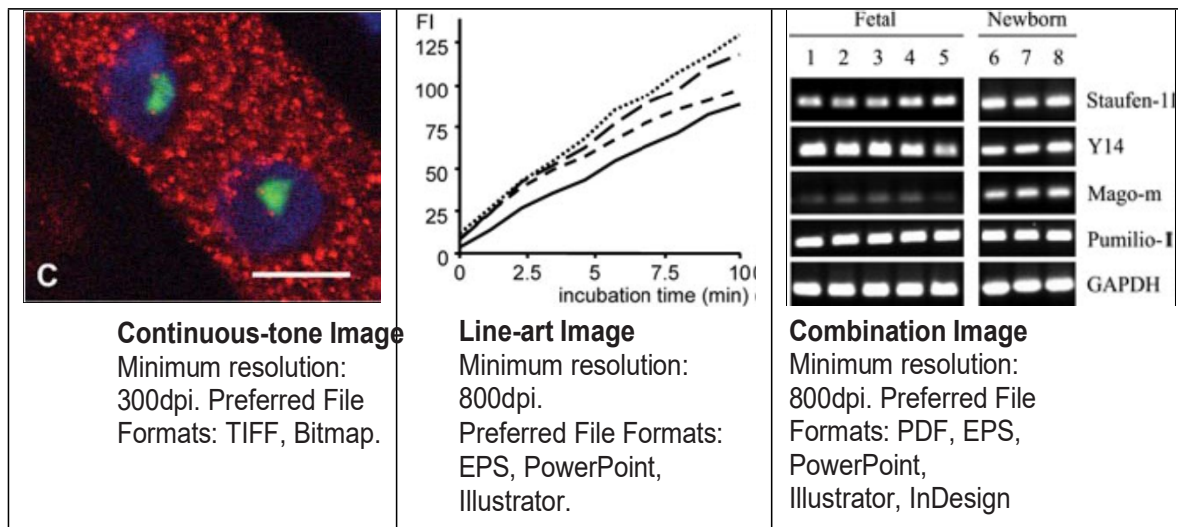 C
FI
125
100
75
50
25
0
0 2.5 5 7.5 100
incubation time (min) (
Fetal Newborn
1 2 3 4 5 6 7 8
Staufen-1I
Y14
Mago-m
Pumilio-I
GAPDH
Continuous-tone Image
Minimum resolution:
300dpi. Preferred File
Formats: TIFF, Bitmap.
Line-art Image
Minimum resolution:
800dpi.
Preferred File Formats:
EPS, PowerPoint,
Illustrator.
Combination Image
Minimum resolution:
800dpi. Preferred File
Formats: PDF, EPS,
PowerPoint,
Illustrator, InDesign